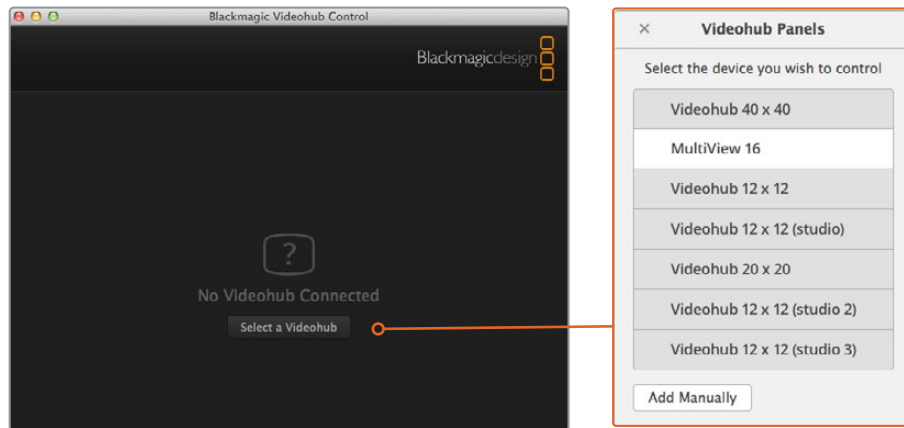 Blackmagic Videohub Control
Blackmagicdesign
?
No Videohub Connected
Select a Videohub
Videohub Panels
Select the device you wish to control
Videohub 40 x 40
MultiView 16
Videohub 12 x 12
Videohub 12 x 12 (studio)
Videohub 20 x 20
Videohub 12 x 12 (studio 2)
Videohub 12 x 12 (studio 3)
Add Manually